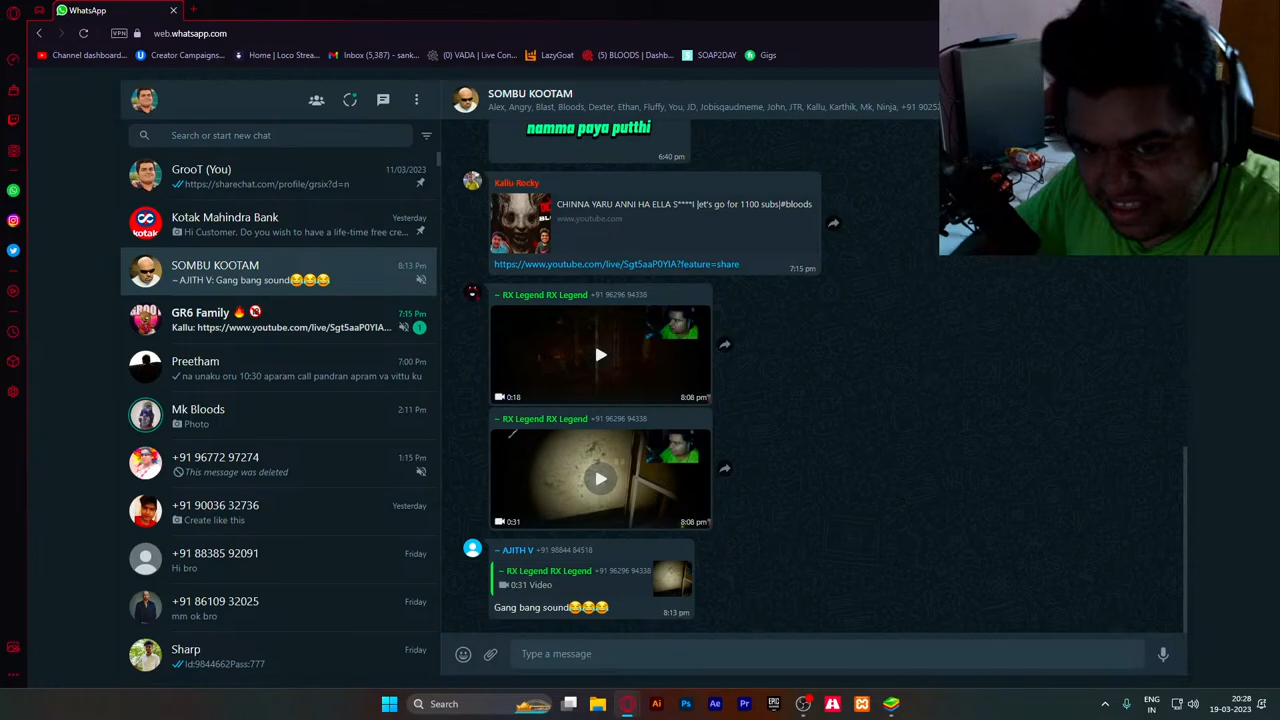 WhatsApp
VPN
web.whatsapp.com
Channel dashboard...
Creator Campaigns...
Home | Loco Strea...
Inbox (5,387) - sank...
(0) VADA | Live Con...
LazyGoat
BLOODS | Dashb...
SOAP2DAY
Gigs
Search or start new chat
GrooT (You)
11/03/2023
https://sharechat.com/profile/grsix?d=n
Kotak Mahindra Bank
Yesterday
kotak
Hi Customer. Do you wish to have a life-time free cre...
SOMBU KOOTAM
8:13 Pm
~ AJITH V: Gang bang sound😂😂😂
GR6 Family 🔥 🔞
7:15 Pm
Kallu: https://www.youtube.com/live/Sgt5aaP0YIA...
1
Preetham
7:00 Pm
na unaku oru 10:30 aparam call pandran apram va vittu ku
Mk Bloods
2:11 Pm
Photo
+91 96772 97274
1:15 Pm
This message was deleted
+91 90036 32736
Yesterday
Create like this
+91 88385 92091
Friday
Hi bro
+91 86109 32025
Friday
mm ok bro
Sharp
Friday
Id:9844662Pass:777
SOMBU KOOTAM
Alex, Angry, Blast, Bloods, Dexter, Ethan, Fluffy, You, JD, Jobisqaudmeme, John, JTR, Kallu, Karthik, Mk, Ninja, +91 9025
namma paya putthi
6:40 pm
Kallu Rocky
CHINNA YARU ANNI HA ELLA S****I |et's go for 1100 subs|#bloods
www.youtube.com
https://www.youtube.com/live/Sgt5aaP0YIA?feature=share
7:15 pm
~ RX Legend RX Legend +91 96296 94338
0:18
8:08 pm
~ RX Legend RX Legend +91 96296 94338
0:31
8:08 pm
~ AJITH V +91 98844 84518
~ RX Legend RX Legend +91 96296 94338
0:31 Video
Gang bang sound😂😂😂
8:13 pm
Type a message
Search
Ai
Ps
Ae
Pr
EPIC
ENG
IN
20:28
19-03-2023